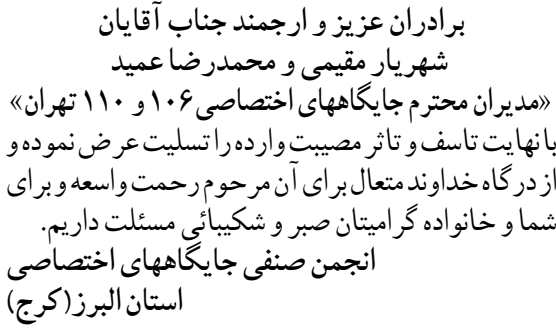 برادران عزیز و ارجمند جناب آقایان
شهریار مقیمی و محمدرضا عمید
«مدیران محترم جایگاههای اختصاصی ۱۰۶ و ۱۱۰ تهران»
با نهایت تاسف و تاثر مصیبت وارده را تسلیت عرض نموده و
از درگاه خداوند متعال برای آن مرحوم رحمت واسعه و برای
شما و خانواده گرامیتان صبر و شکیبائی مسئلت داریم.
انجمن صنفی جایگاههای اختصاصی
استان البرز(کرج)